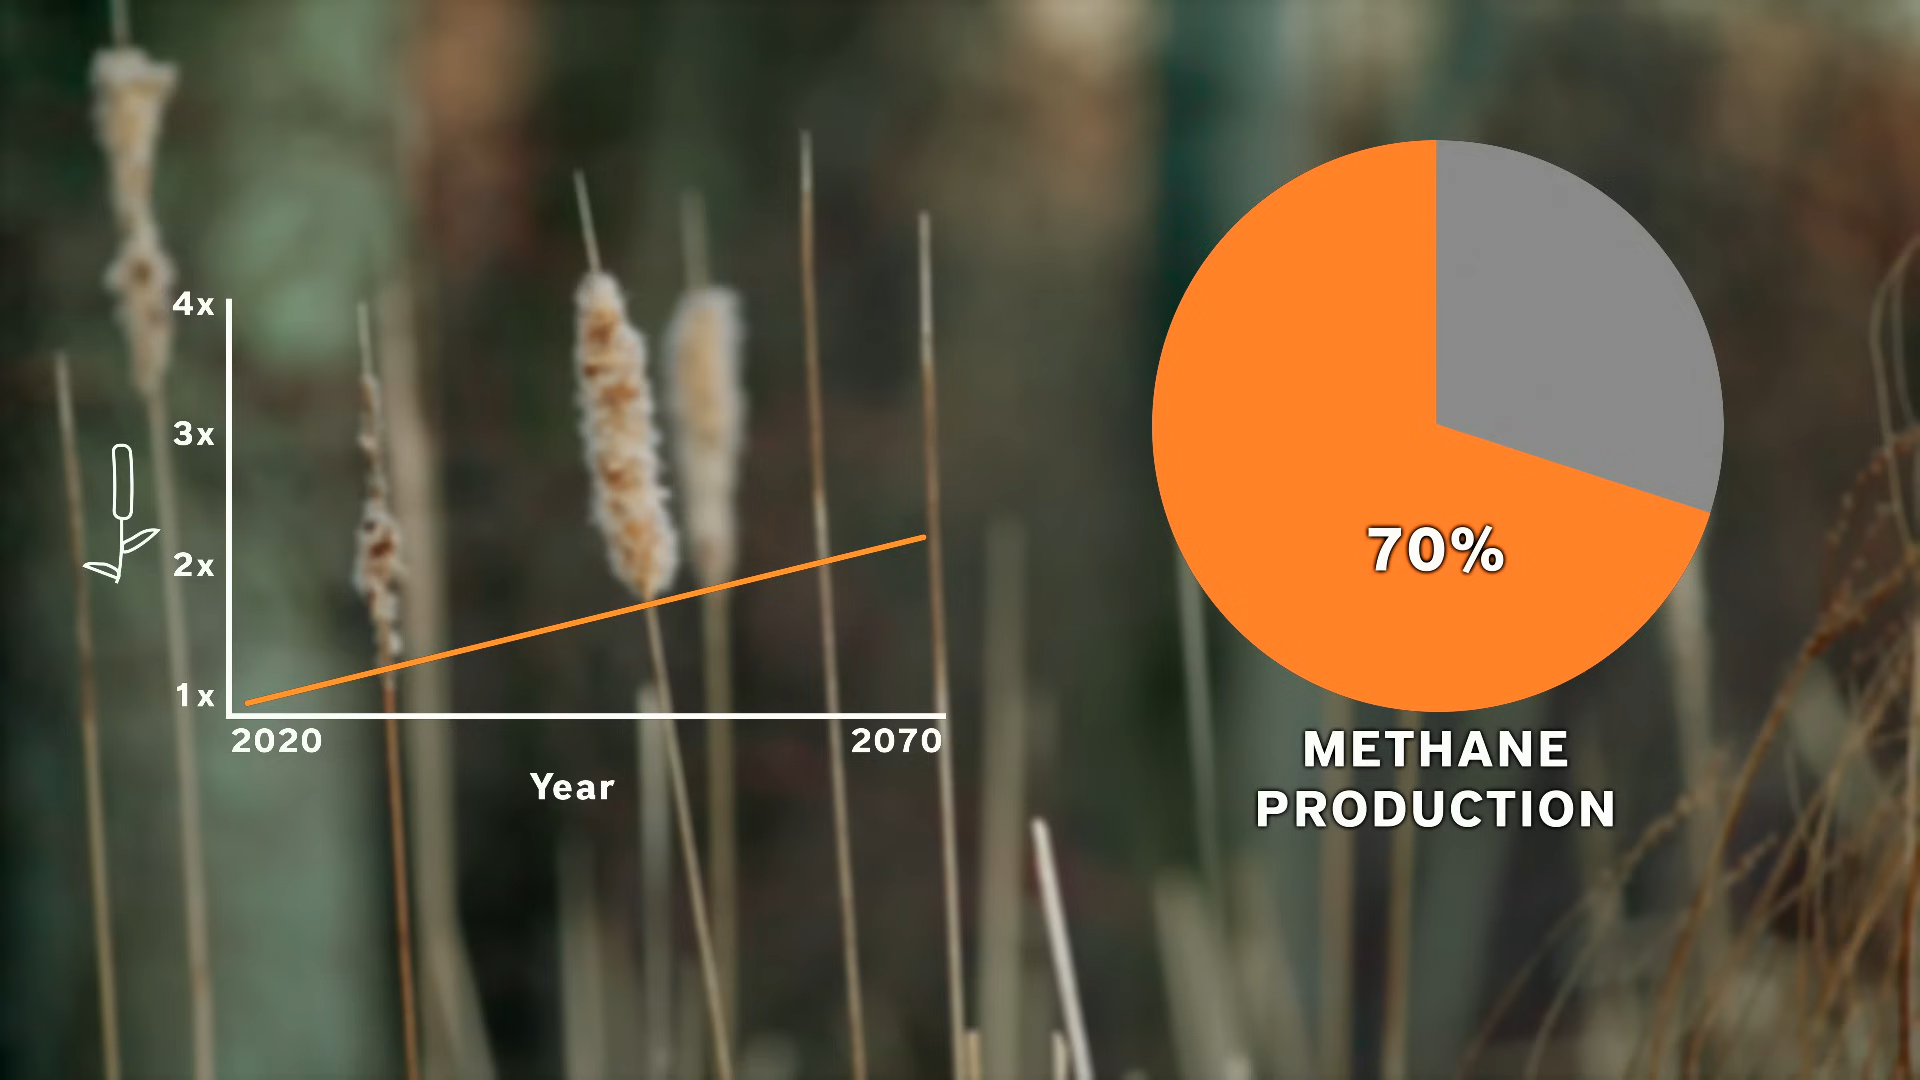 4x
3x
2x
1x
2020
2070
Year
70%
METHANE
PRODUCTION